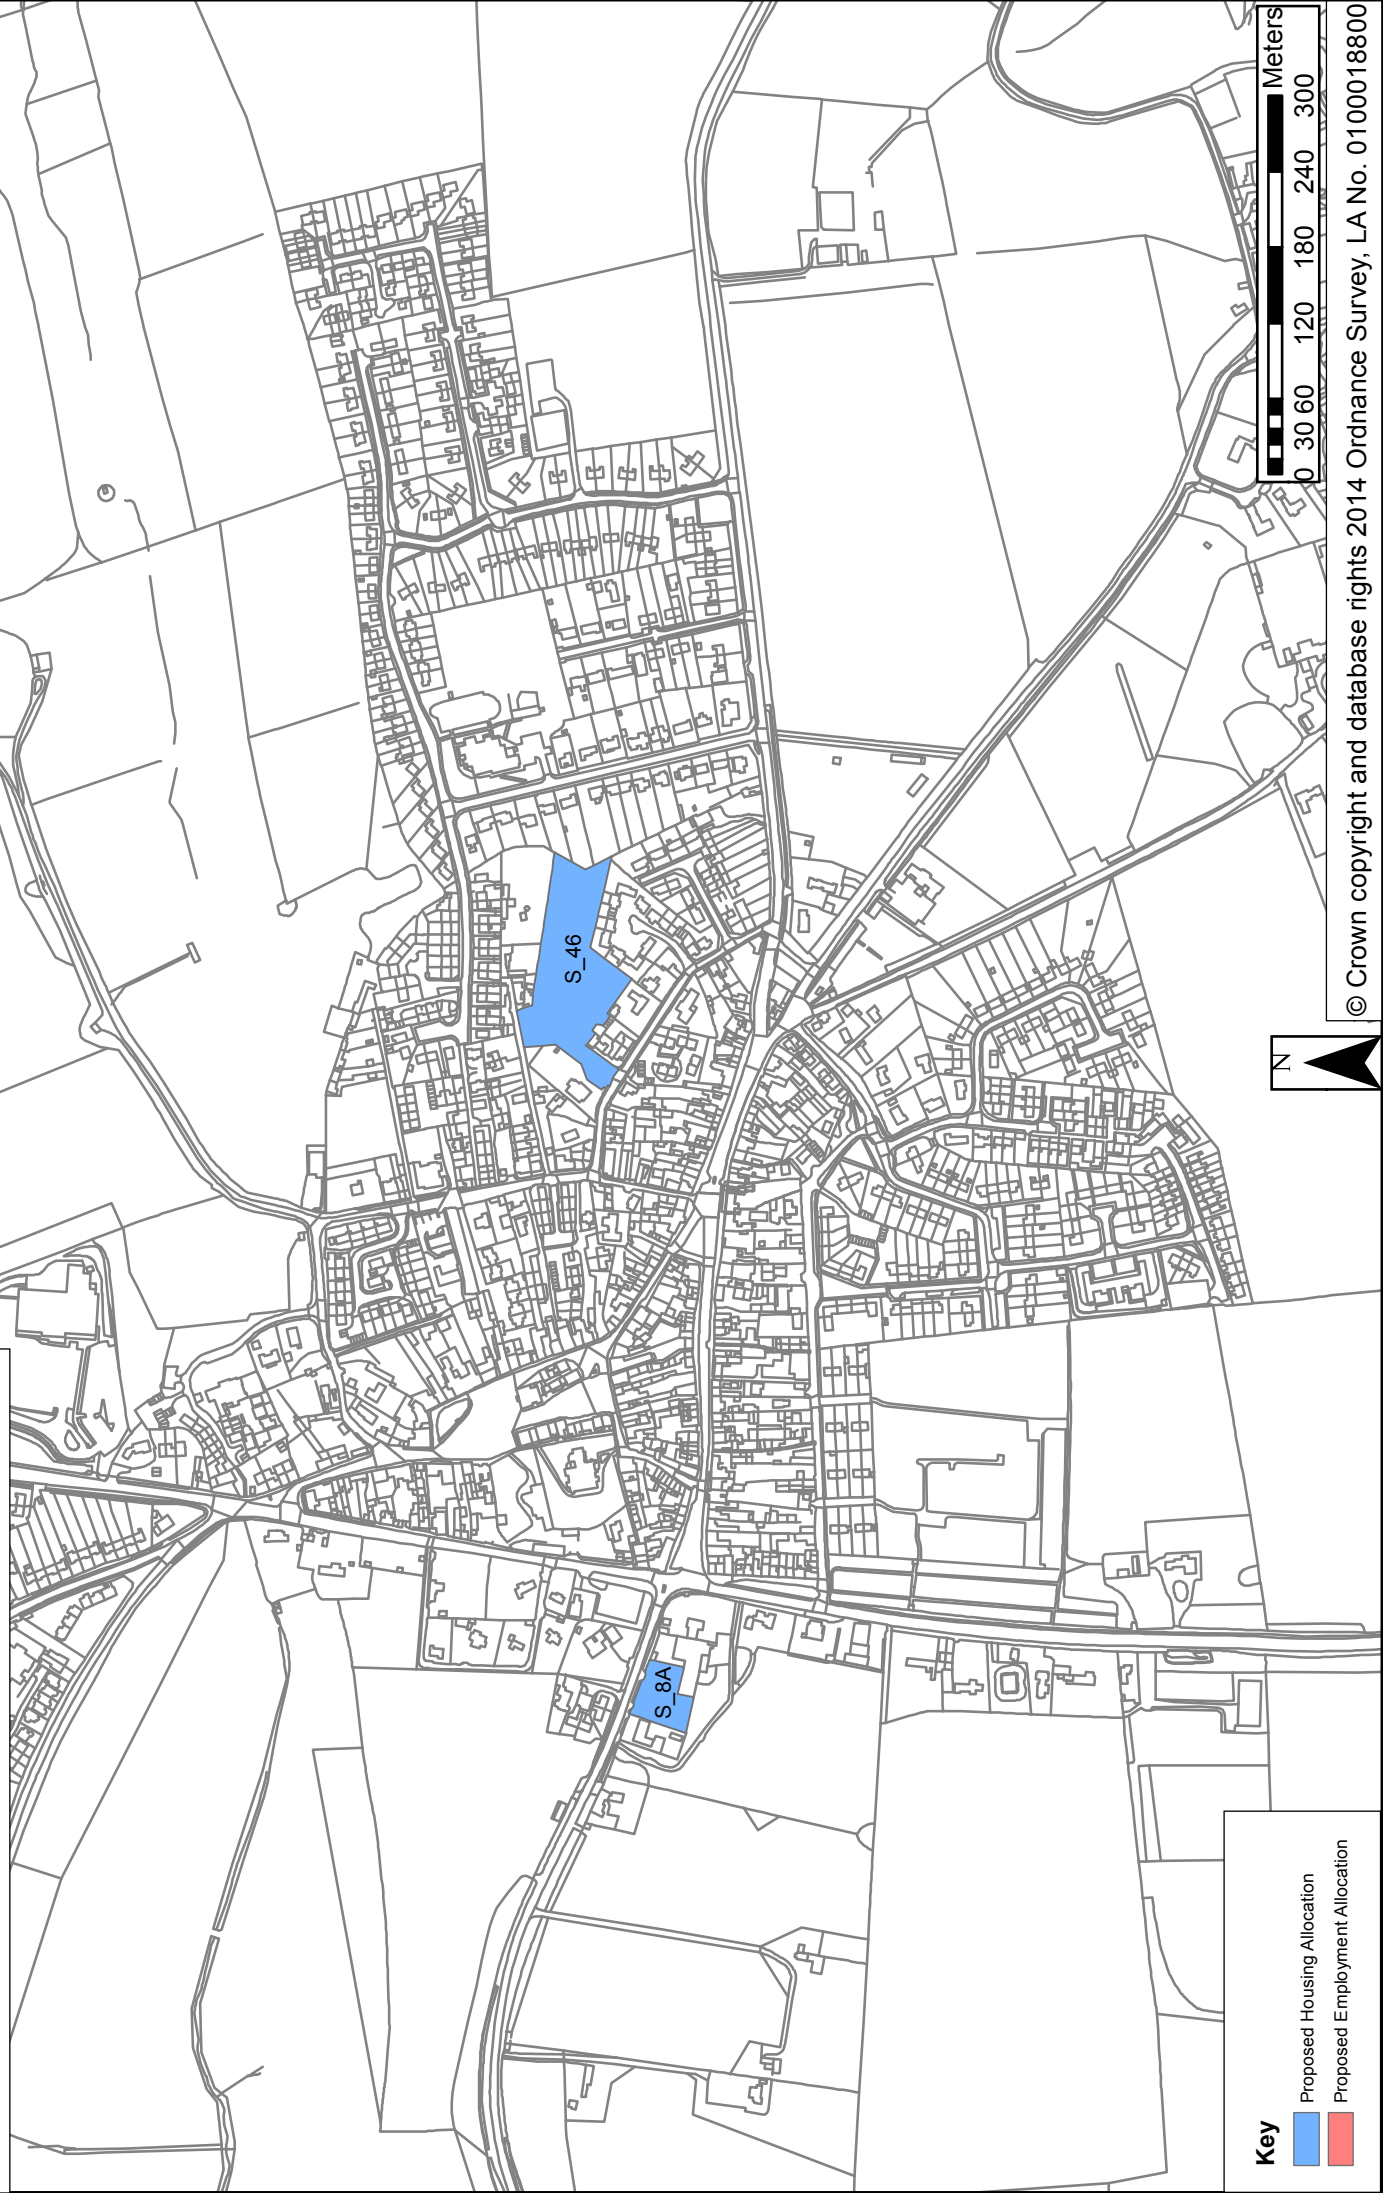 S_46
S_8A
Key
Proposed Housing Allocation
Proposed Employment Allocation
N
Meters
0 30 60 120 180 240 300
© Crown copyright and database rights 2014 Ordnance Survey, LA No. 0100018800